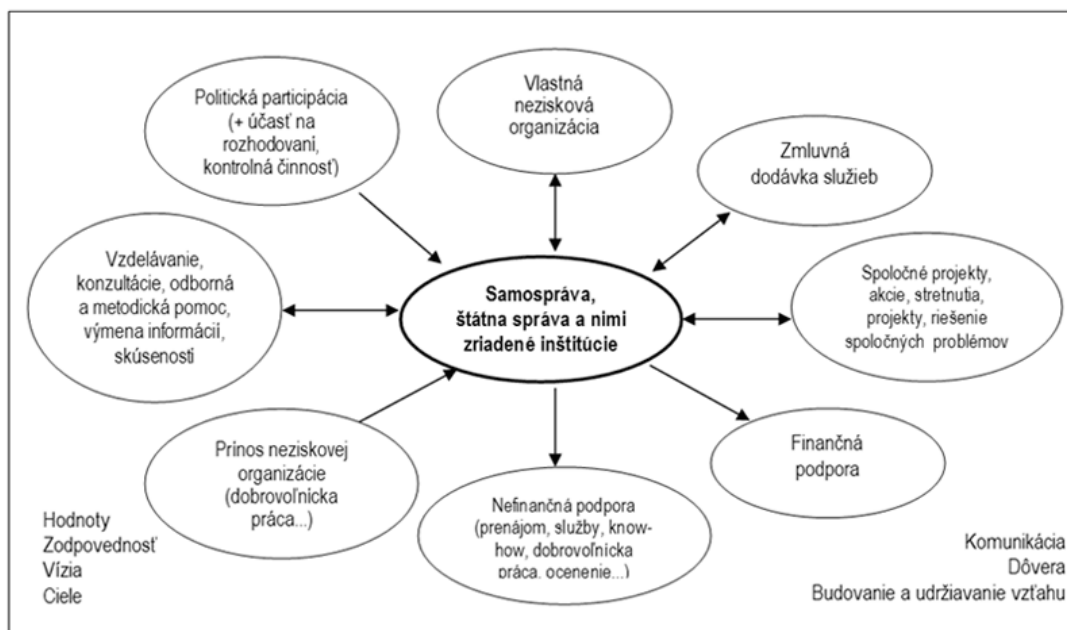 Politická participácia
(+ účasť na
rozhodovaní,
kontrolná činnosť)
Vlastná
nezisková
organizácia
Zmluvná
dodávka služieb
Vzdelávanie,
konzultácie, odborná
a metodická pomoc,
výmena informácií,
skúseností
Samospráva,
štátna správa a nimi
zriadené inštitúcie
Spoločné projekty,
akcie, stretnutia,
projekty, riešenie
spoločných problémov
Prínos neziskovej
organizácie
(dobrovoľnícka
práca...)
Nefinančná podpora
(prenájom, služby, know-
how, dobrovoľnícka
práca, ocenenie...)
Finančná
podpora
Hodnoty
Zodpovednosť
Vízia
Ciele
Komunikácia
Dôvera
Budovanie a udržiavanie vzťahu